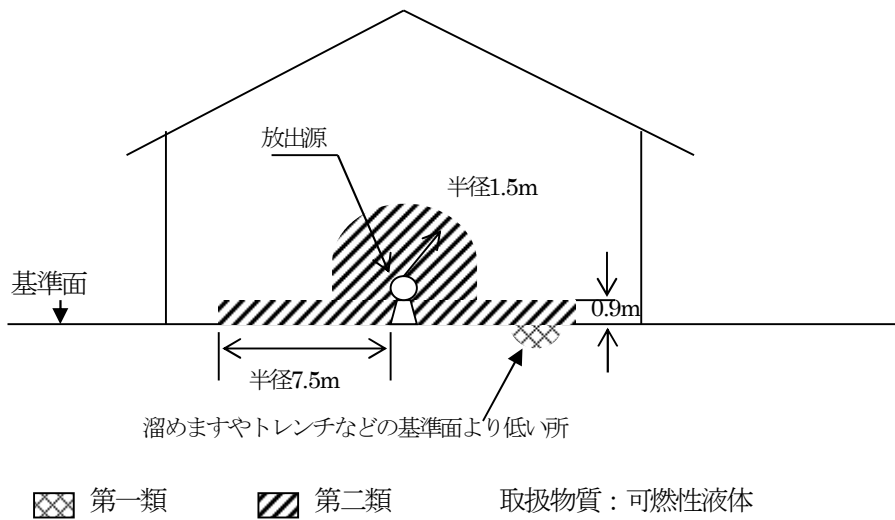 放出源
半径1.5m
基準面
0.9m
半径7.5m
溜めますやトレンチなどの基準面より低い所
第一類 第二類 取扱物質：可燃性液体